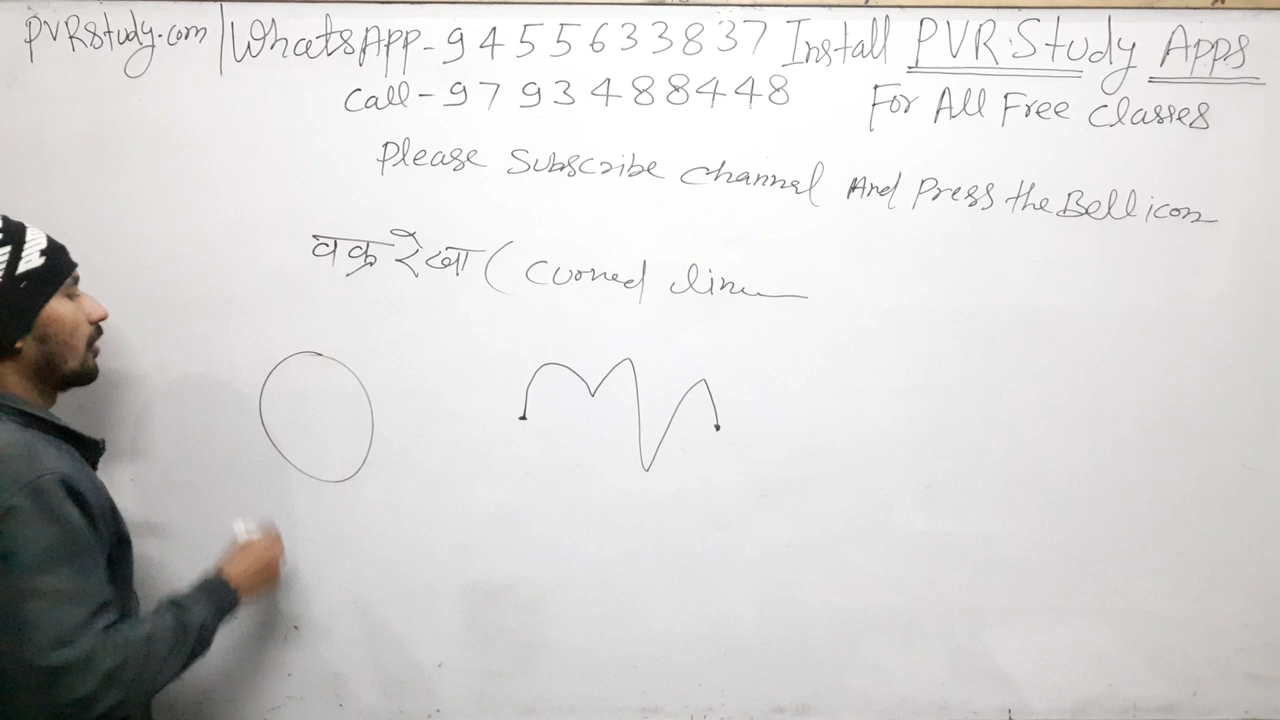 PVRStudy.com | WhatsApp - 9455633837 Install PVR Study Apps
Call - 9793488448 For All Free Classes
Please Subscribe Channel And Press the Bell icon
वक्र रेखा ( Curved line